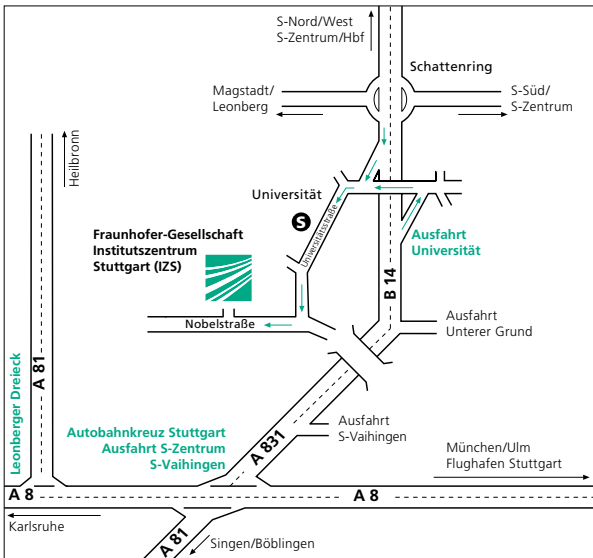 S-Nord/West
S-Zentrum/Hbf
Schattenring
Magstadt/
Leonberg
S-Süd/
S-Zentrum
Heilbronn
Universität
S
Universitätsstraße
Fraunhofer-Gesellschaft
Institutszentrum
Stuttgart (IZS)
Ausfahrt
Universität
B 14
Nobelstraße
Ausfahrt
Unterer Grund
Leonberger Dreieck
A 81
Autobahnkreuz Stuttgart
Ausfahrt S-Zentrum
S-Vaihingen
A 831
Ausfahrt
S-Vaihingen
München/Ulm
Flughafen Stuttgart
A 8
A 8
Karlsruhe
A 81
Singen/Böblingen